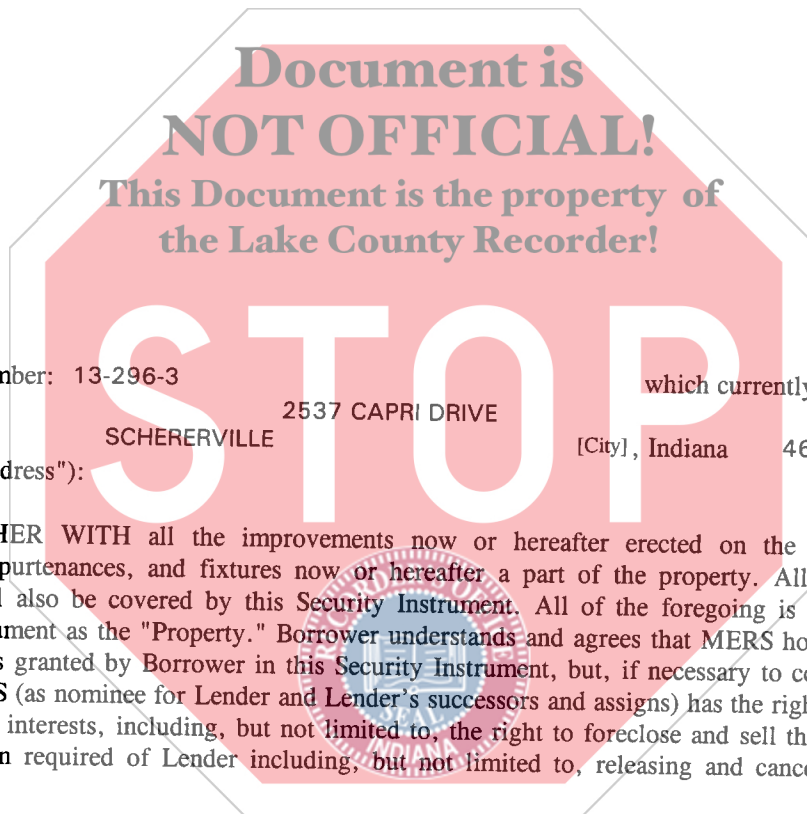 Document is
NOT OFFICIAL!
This Document is the property of
the Lake County Recorder!
STOP
nber: 13-296-3 which currently
2537 CAPRI DRIVE
SCHERERVILLE [City], Indiana 46
dress"):
HER WITH all the improvements now or hereafter erected on the
purtenances, and fixtures now or hereafter a part of the property. All
l also be covered by this Security Instrument. All of the foregoing is
ument as the "Property." Borrower understands and agrees that MERS ho
s granted by Borrower in this Security Instrument, but, if necessary to co
S (as nominee for Lender and Lender's successors and assigns) has the righ
interests, including, but not limited to, the right to foreclose and sell th
n required of Lender including, but not limited to, releasing and cance
SEAL
INDIANA